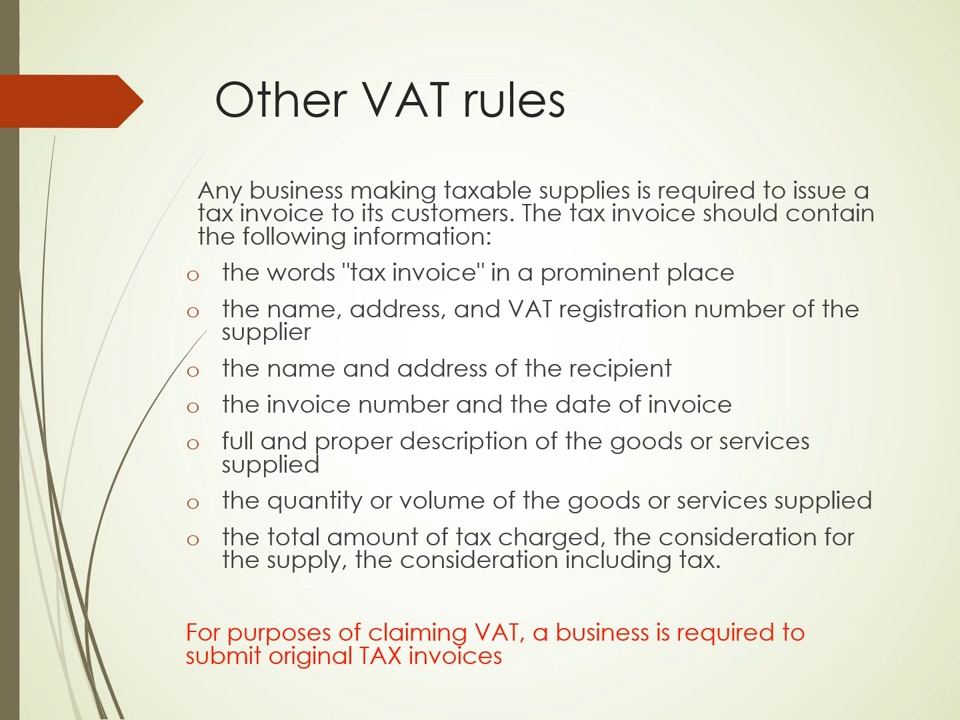 Other VAT rules
Any business making taxable supplies is required to issue a
tax invoice to its customers. The tax invoice should contain
the following information:
o the words "tax invoice" in a prominent place
o the name, address, and VAT registration number of the
supplier
o the name and address of the recipient
o the invoice number and the date of invoice
o full and proper description of the goods or services
supplied
o the quantity or volume of the goods or services supplied
o the total amount of tax charged, the consideration for
the supply, the consideration including tax.
For purposes of claiming VAT, a business is required to
submit original TAX invoices